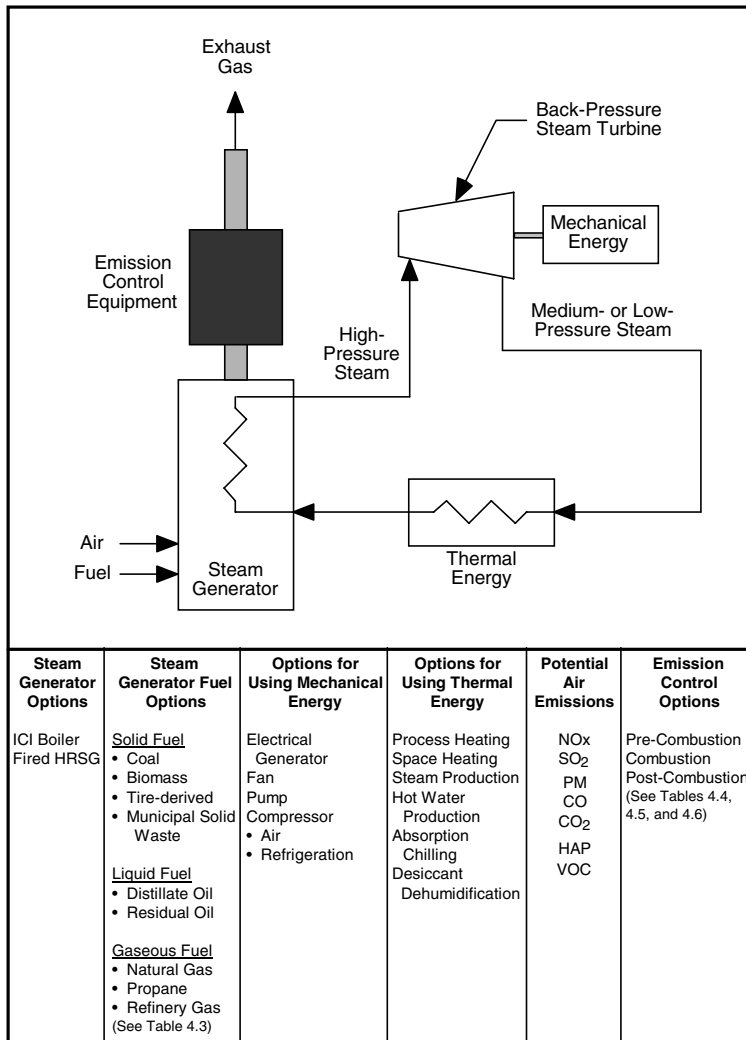 Exhaust
Gas
Back-Pressure
Steam Turbine
Mechanical
Energy
Emission
Control
Equipment
High-
Pressure
Steam
Medium- or Low-
Pressure Steam
Air
Fuel
Steam
Generator
Thermal
Energy
Steam
Generator
Options
ICI Boiler
Fired HRSG
Steam
Generator Fuel
Options
Solid Fuel
• Coal
• Biomass
• Tire-derived
• Municipal Solid
Waste
Liquid Fuel
• Distillate Oil
• Residual Oil
Gaseous Fuel
• Natural Gas
• Propane
• Refinery Gas
(See Table 4.3)
Options for
Using Mechanical
Energy
Electrical
Generator
Fan
Pump
Compressor
• Air
• Refrigeration
Options for
Using Thermal
Energy
Process Heating
Space Heating
Steam Production
Hot Water
Production
Absorption
Chilling
Desiccant
Dehumidification
Potential
Air
Emissions
NOx
SO2
PM
CO
CO2
HAP
VOC
Emission
Control
Options
Pre-Combustion
Combustion
Post-Combustion
(See Tables 4.4,
4.5, and 4.6)